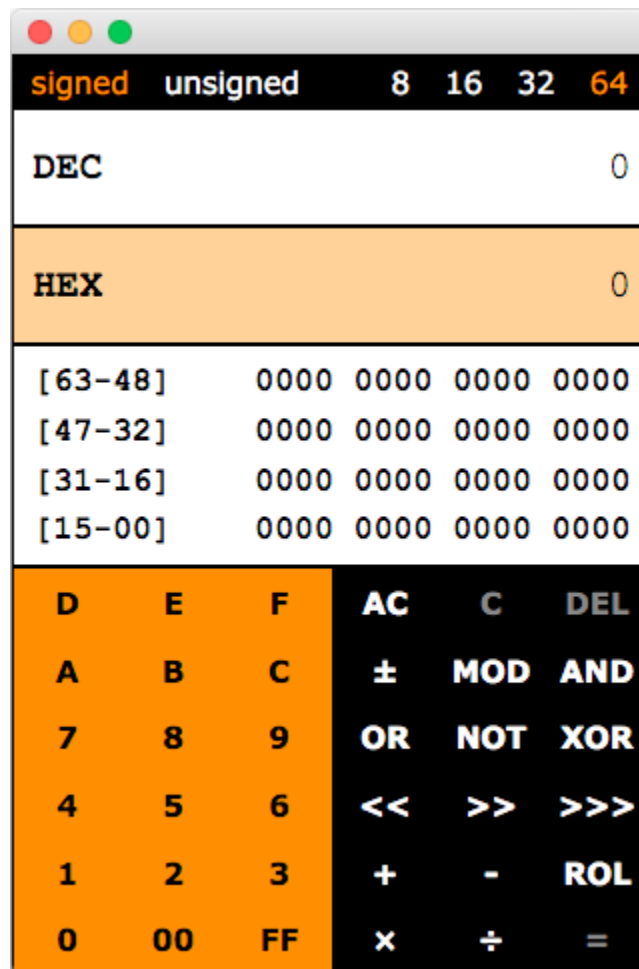 signed unsigned 8 16 32 64
DEC 0
HEX 0
[63-48] 0000 0000 0000 0000
[47-32] 0000 0000 0000 0000
[31-16] 0000 0000 0000 0000
[15-00] 0000 0000 0000 0000
D E F AC C DEL
A B C ± MOD AND
7 8 9 OR NOT XOR
4 5 6 << >> >>>
1 2 3 + - ROL
0 00 FF × ÷ =